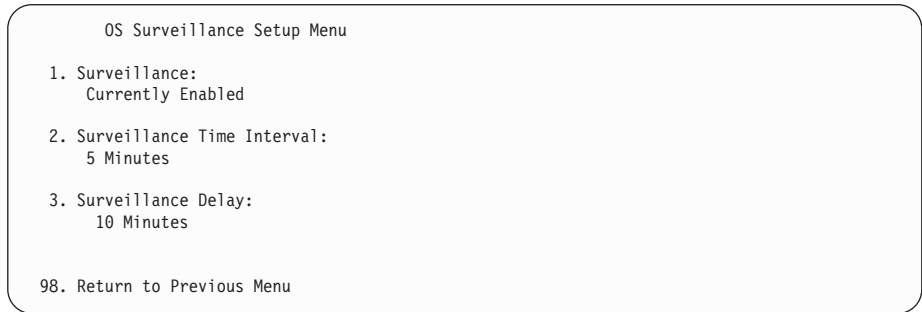 OS Surveillance Setup Menu
1. Surveillance:
Currently Enabled
2. Surveillance Time Interval:
5 Minutes
3. Surveillance Delay:
10 Minutes
98. Return to Previous Menu